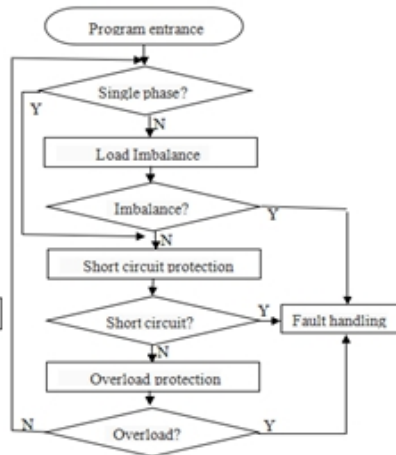 Program entrance
Single phase?
Y
N
Load Imbalance
Imbalance?
Y
N
Short circuit protection
Short circuit?
Y
Fault handling
N
Overload protection
N
Overload?
Y